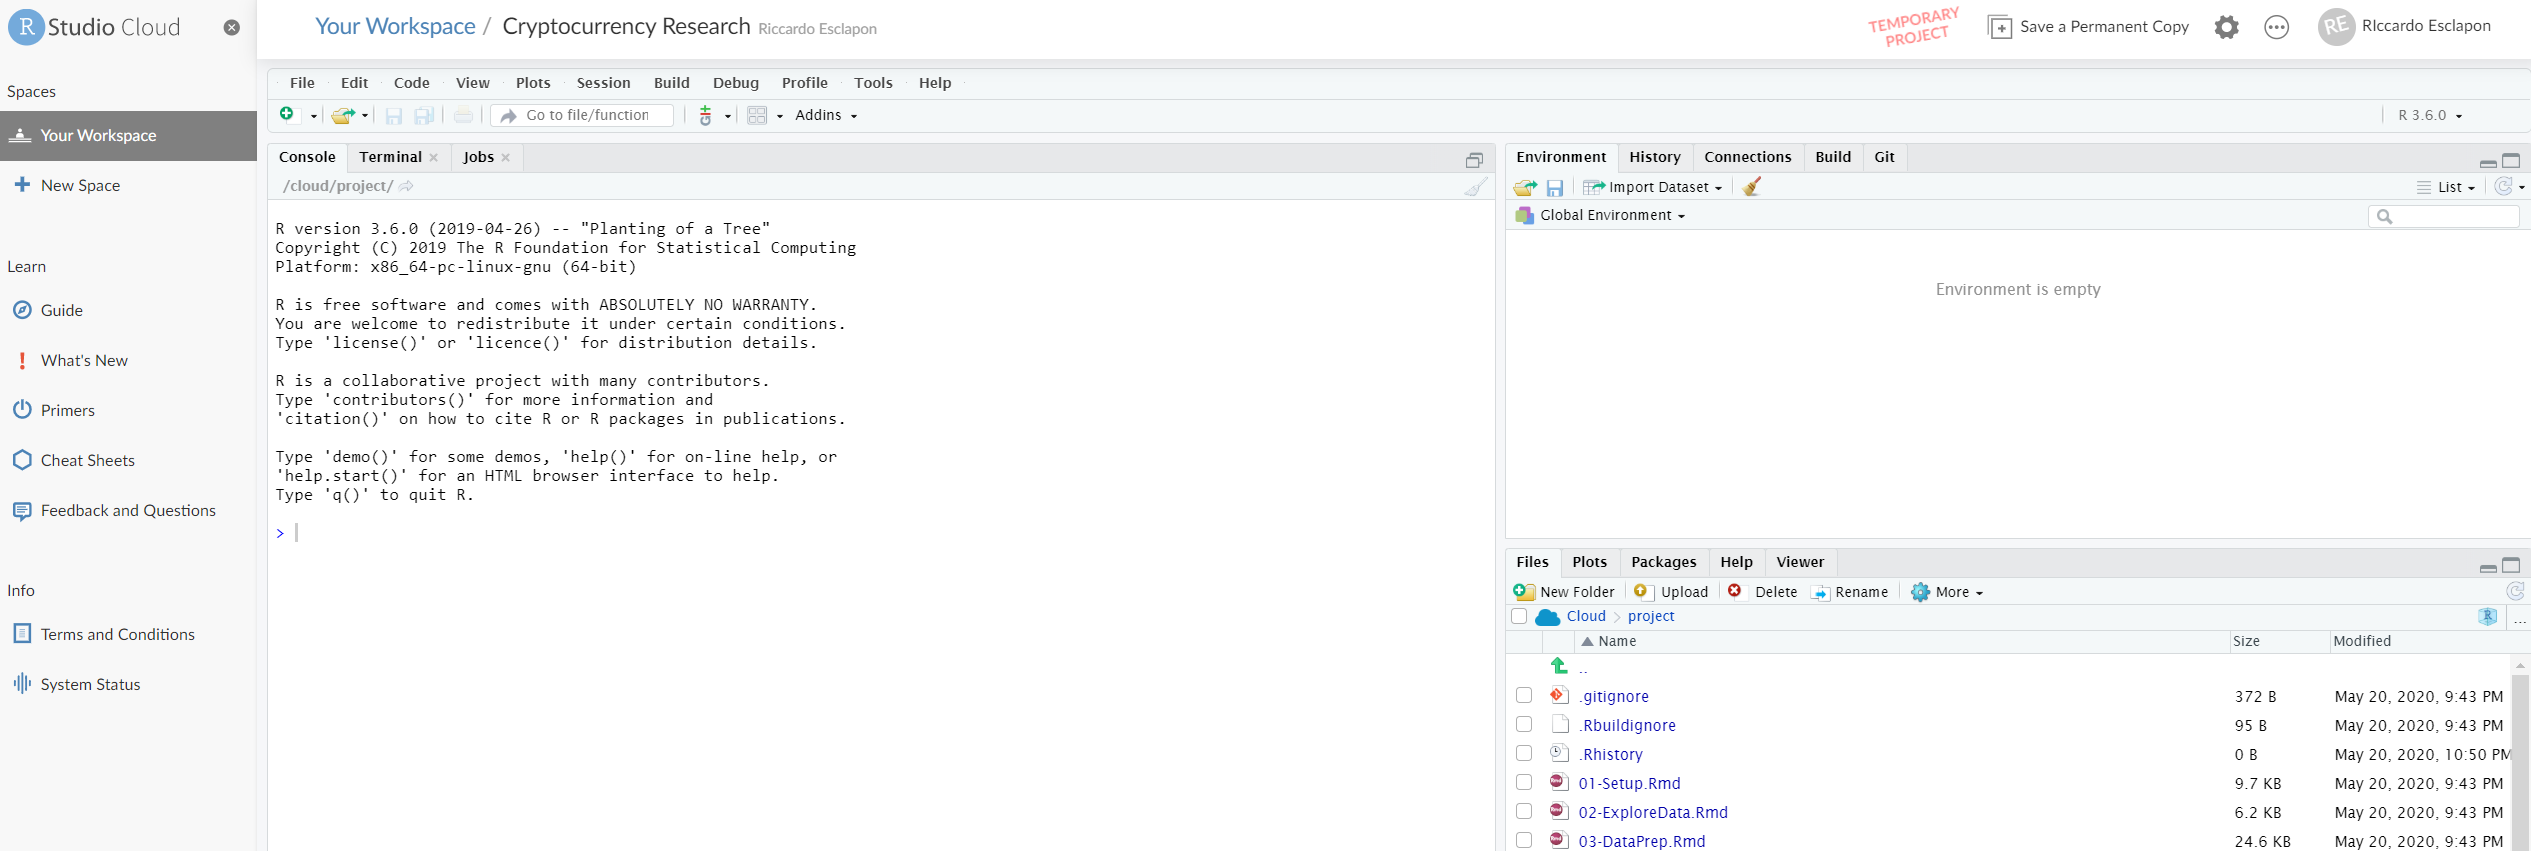 R Studio Cloud
Your Workspace / Cryptocurrency Research Riccardo Esclapon
TEMPORARY
PROJECT
Save a Permanent Copy
RE
RIccardo Esclapon
Spaces
Your Workspace
New Space
Learn
Guide
What's New
Primers
Cheat Sheets
Feedback and Questions
Info
Terms and Conditions
System Status
File Edit Code View Plots Session Build Debug Profile Tools Help
Go to file/function
Addins
R 3.6.0
Console Terminal Jobs
/cloud/project/
R version 3.6.0 (2019-04-26) -- "Planting of a Tree"
Copyright (C) 2019 The R Foundation for Statistical Computing
Platform: x86_64-pc-linux-gnu (64-bit)
R is free software and comes with ABSOLUTELY NO WARRANTY.
You are welcome to redistribute it under certain conditions.
Type 'license()' or 'licence()' for distribution details.
R is a collaborative project with many contributors.
Type 'contributors()' for more information and
'citation()' on how to cite R or R packages in publications.
Type 'demo()' for some demos, 'help()' for on-line help, or
'help.start()' for an HTML browser interface to help.
Type 'q()' to quit R.
>
Environment History Connections Build Git
Import Dataset
List
Global Environment
Environment is empty
Files Plots Packages Help Viewer
New Folder Upload Delete Rename More
Cloud project
R
...
Name Size Modified
..
.gitignore 372 B May 20, 2020, 9:43 PM
.Rbuildignore 95 B May 20, 2020, 9:43 PM
.Rhistory 0 B May 20, 2020, 10:50 PM
01-Setup.Rmd 9.7 KB May 20, 2020, 9:43 PM
02-ExploreData.Rmd 6.2 KB May 20, 2020, 9:43 PM
03-DataPrep.Rmd 24.6 KB May 20, 2020, 9:43 PM